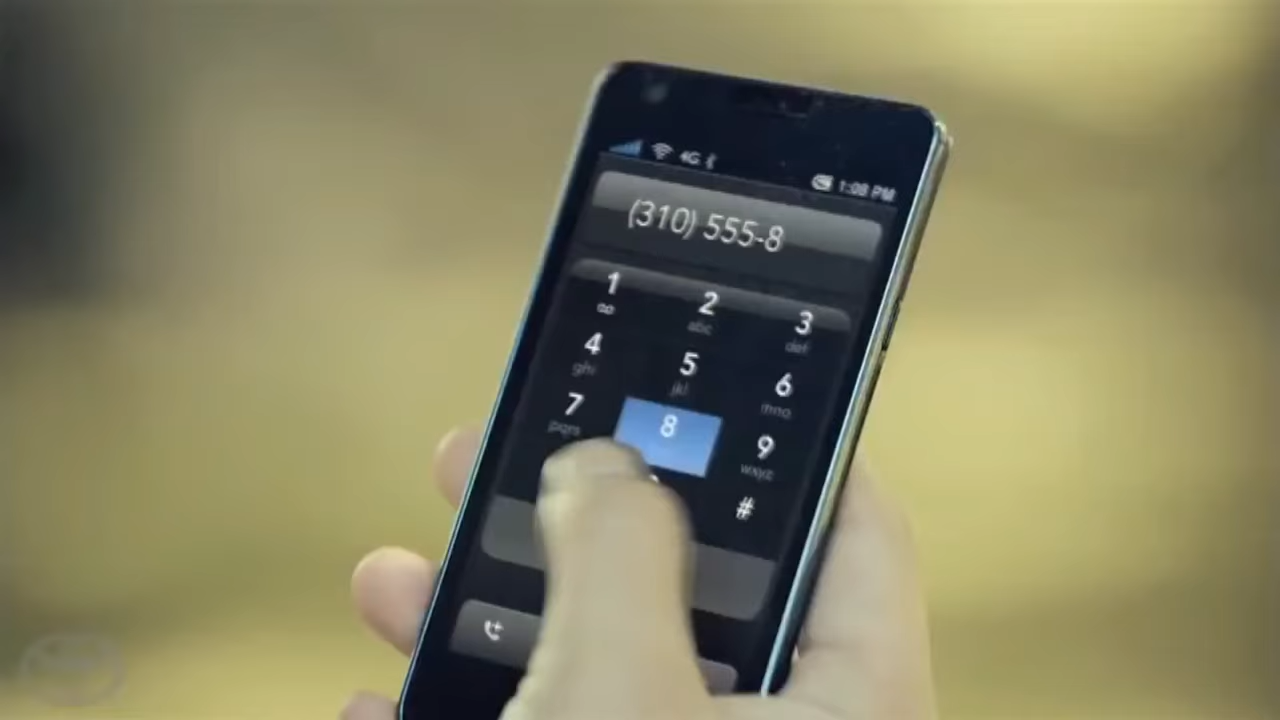 4G 1:08 PM
(310) 555-8
1 2 3
abc def
4 5 6
ghi jkl mno
7 8 9
pqrs wxyz
#